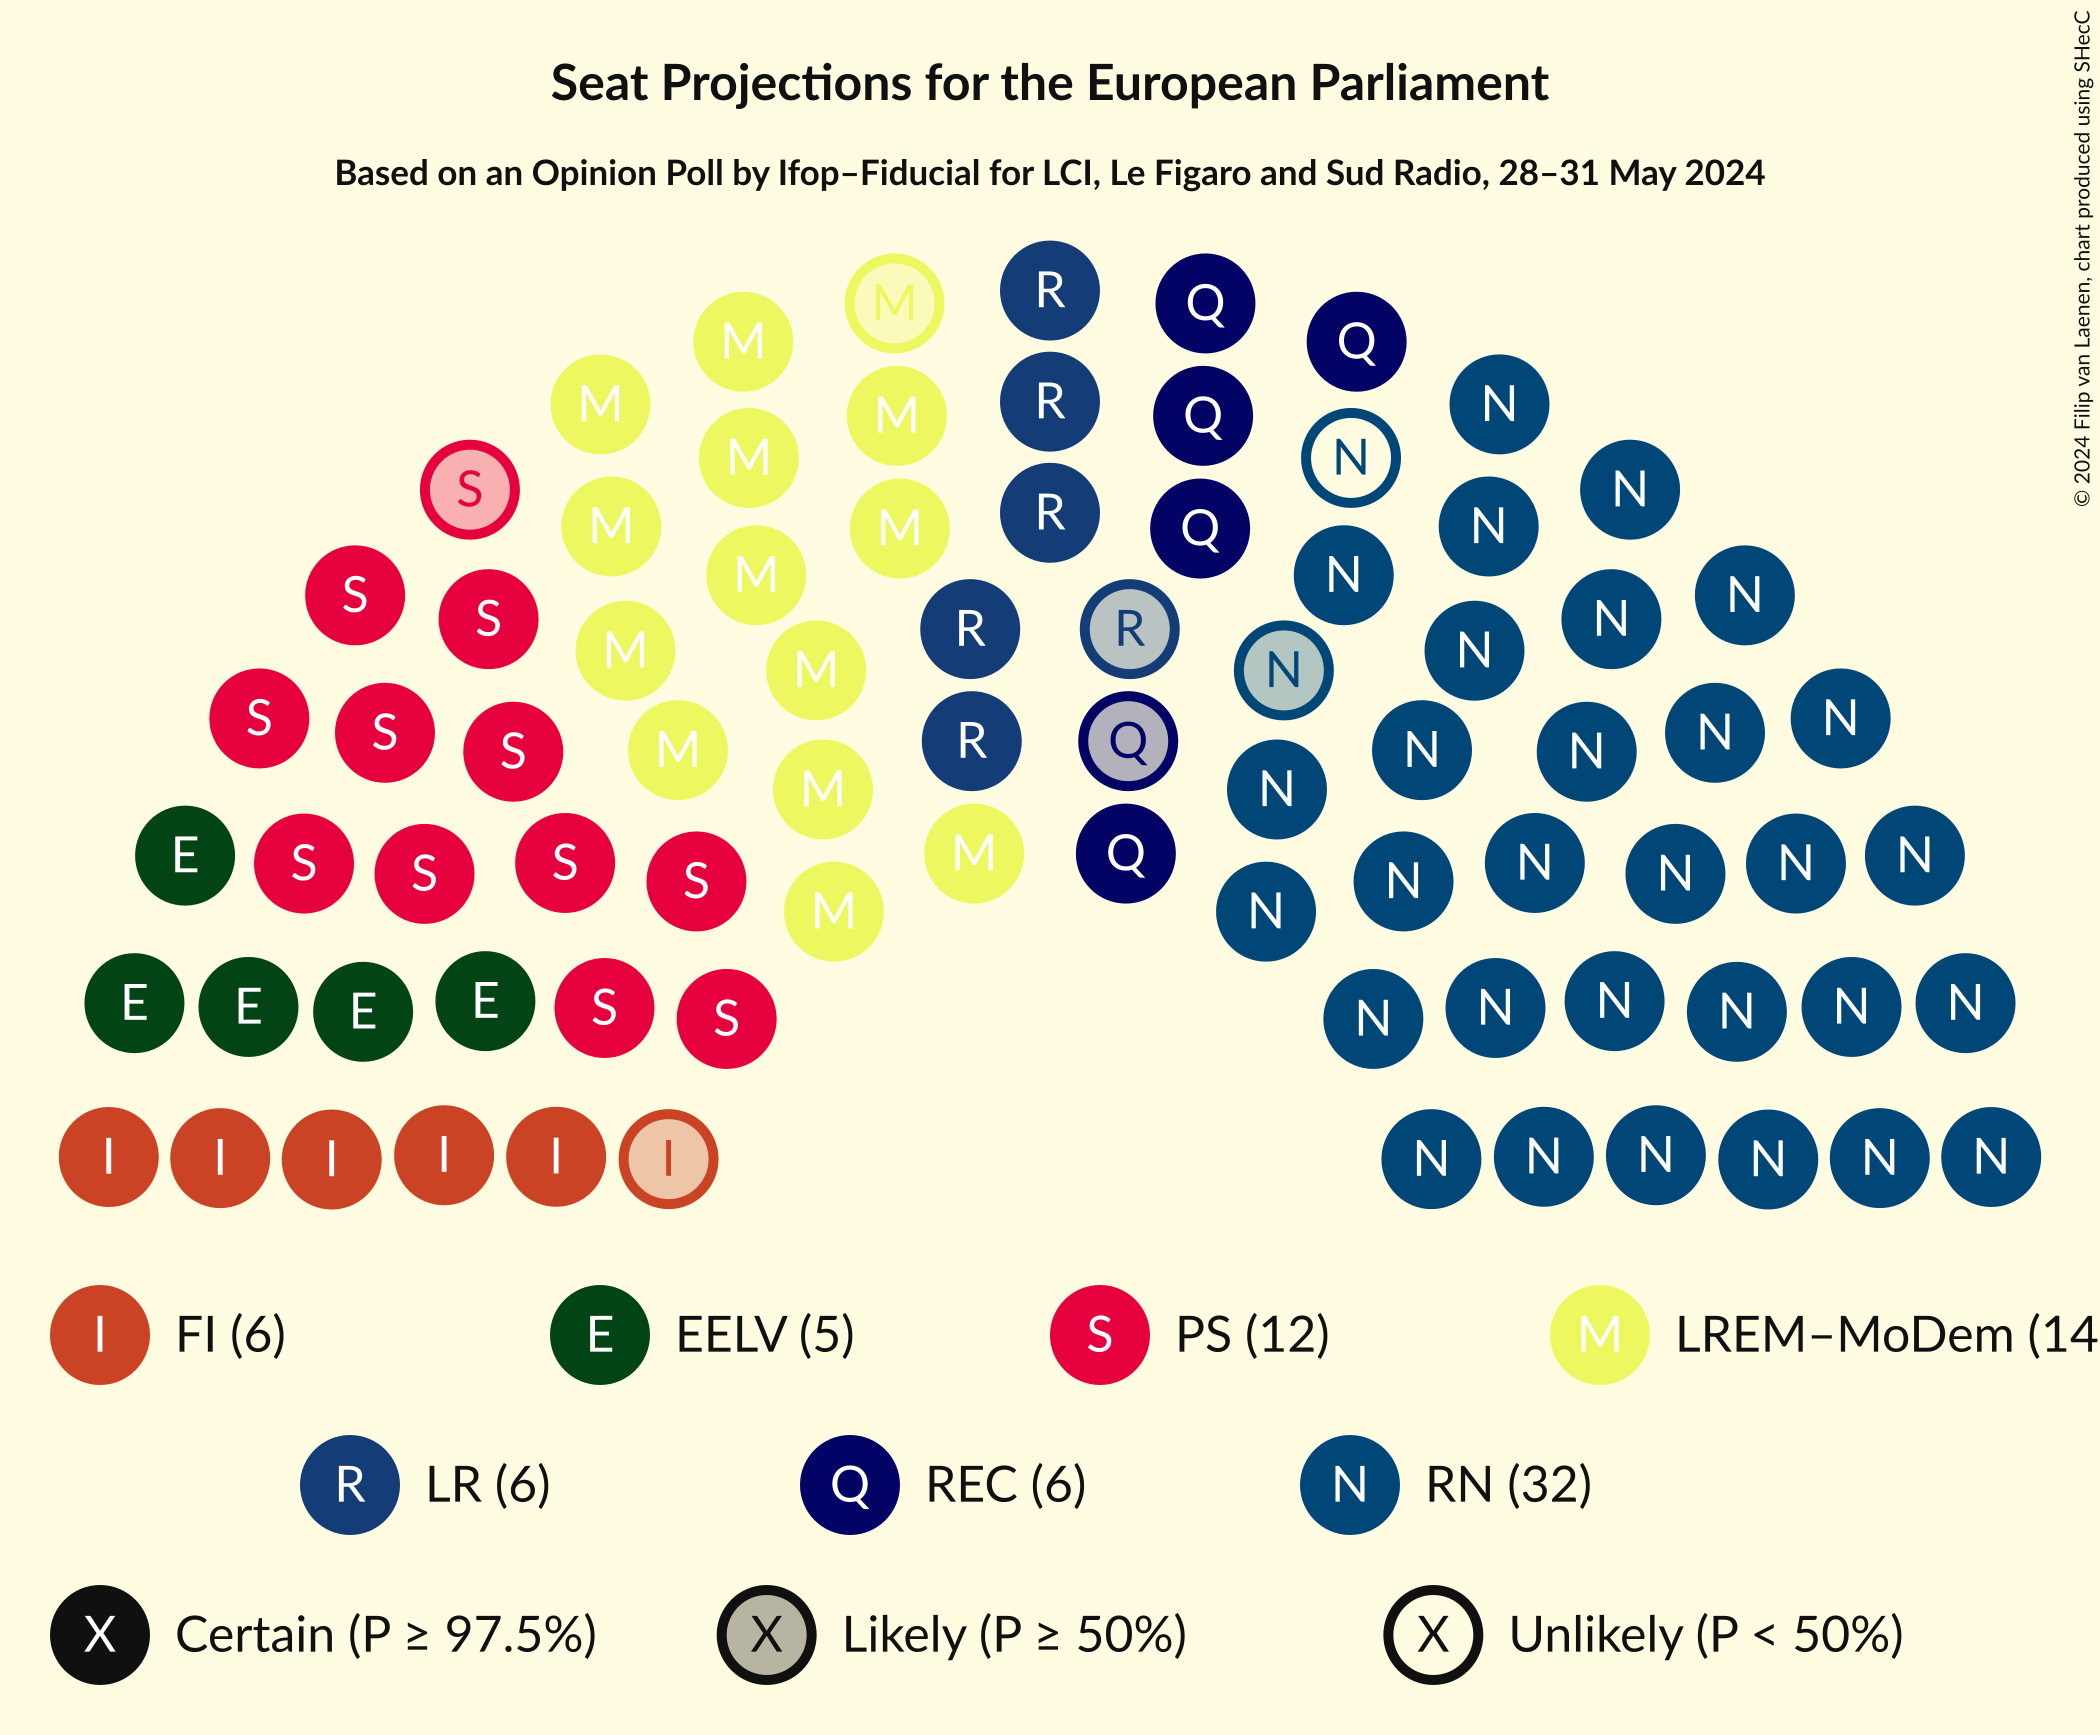 Seat Projections for the European Parliament
Based on an Opinion Poll by Ifop–Fiducial for LCI, Le Figaro and Sud Radio, 28–31 May 2024
© 2024 Filip van Laenen, chart produced using SHecC
M R Q
M Q
M N
M M R Q
M N
S N
M R Q
M N
M N
S M N N
S N
M R R N
M N
S S S M R Q N N N N
M N
E S S S S M Q N N N N N
M N
E E E E S S N N N N N N
I I I I I I N N N N N N
I FI (6) E EELV (5) S PS (12) M LREM–MoDem (14
R LR (6) Q REC (6) N RN (32)
X Certain (P ≥ 97.5%) X Likely (P ≥ 50%) X Unlikely (P < 50%)